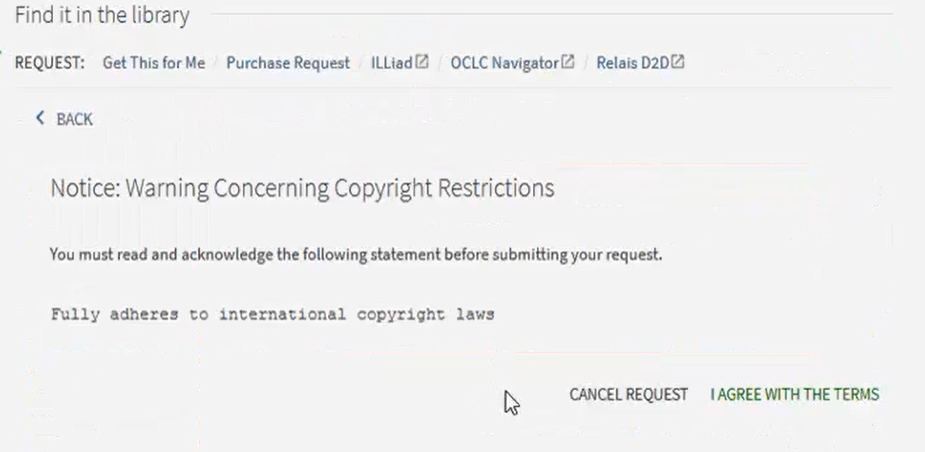 Find it in the library
REQUEST: Get This for Me / Purchase Request / ILLiad / OCLC Navigator / Relais D2D
BACK
Notice: Warning Concerning Copyright Restrictions
You must read and acknowledge the following statement before submitting your request.
Fully adheres to international copyright laws
CANCEL REQUEST I AGREE WITH THE TERMS